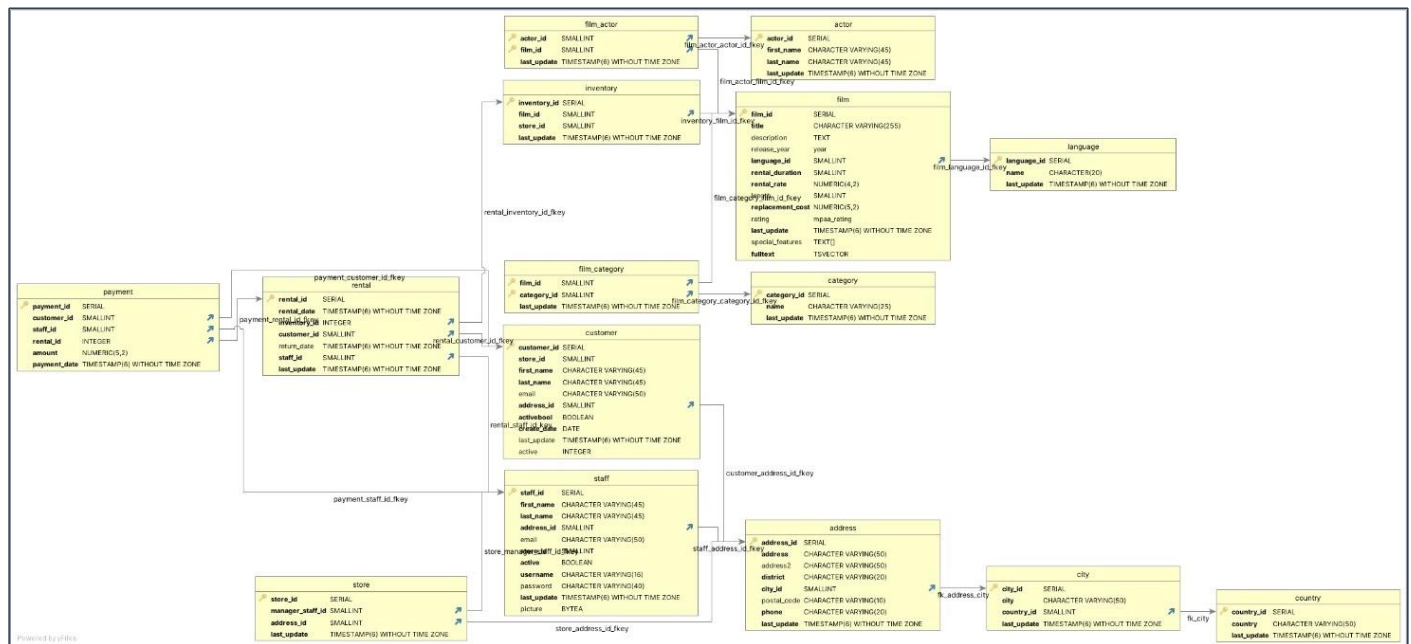 film_actor
actor_id SMALLINT
film_id SMALLINT
last_update TIMESTAMP(6) WITHOUT TIME ZONE
film_actor_actor_id_fkey
film_actor_film_id_fkey
actor
actor_id SERIAL
first_name CHARACTER VARYING(45)
last_name CHARACTER VARYING(45)
last_update TIMESTAMP(6) WITHOUT TIME ZONE
inventory
inventory_id SERIAL
film_id SMALLINT
store_id SMALLINT
last_update TIMESTAMP(6) WITHOUT TIME ZONE
inventory_film_id_fkey
film
film_id SERIAL
title CHARACTER VARYING(255)
description TEXT
release_year year
language_id SMALLINT
rental_duration SMALLINT
rental_rate NUMERIC(4,2)
length SMALLINT
replacement_cost NUMERIC(5,2)
rating mpaa_rating
last_update TIMESTAMP(6) WITHOUT TIME ZONE
special_features TEXT[]
fulltext TSVECTOR
film_language_id_fkey
language
language_id SERIAL
name CHARACTER(20)
last_update TIMESTAMP(6) WITHOUT TIME ZONE
film_category_film_id_fkey
rental_inventory_id_fkey
film_category
film_id SMALLINT
category_id SMALLINT
last_update TIMESTAMP(6) WITHOUT TIME ZONE
film_category_category_id_fkey
category
category_id SERIAL
name CHARACTER VARYING(25)
last_update TIMESTAMP(6) WITHOUT TIME ZONE
payment
payment_id SERIAL
customer_id SMALLINT
staff_id SMALLINT
rental_id INTEGER
amount NUMERIC(5,2)
payment_date TIMESTAMP(6) WITHOUT TIME ZONE
payment_customer_id_fkey
payment_rental_id_fkey
rental
rental_id SERIAL
rental_date TIMESTAMP(6) WITHOUT TIME ZONE
inventory_id INTEGER
customer_id SMALLINT
return_date TIMESTAMP(6) WITHOUT TIME ZONE
staff_id SMALLINT
last_update TIMESTAMP(6) WITHOUT TIME ZONE
rental_customer_id_fkey
rental_staff_id_key
customer
customer_id SERIAL
store_id SMALLINT
first_name CHARACTER VARYING(45)
last_name CHARACTER VARYING(45)
email CHARACTER VARYING(50)
address_id SMALLINT
activebool BOOLEAN
create_date DATE
last_update TIMESTAMP(6) WITHOUT TIME ZONE
active INTEGER
customer_address_id_fkey
payment_staff_id_fkey
staff
staff_id SERIAL
first_name CHARACTER VARYING(45)
last_name CHARACTER VARYING(45)
address_id SMALLINT
email CHARACTER VARYING(50)
store_id SMALLINT
active BOOLEAN
username CHARACTER VARYING(16)
password CHARACTER VARYING(40)
last_update TIMESTAMP(6) WITHOUT TIME ZONE
picture BYTEA
store_manager_staff_id_fkey
staff_address_id_fkey
store
store_id SERIAL
manager_staff_id SMALLINT
address_id SMALLINT
last_update TIMESTAMP(6) WITHOUT TIME ZONE
store_address_id_fkey
address
address_id SERIAL
address CHARACTER VARYING(50)
address2 CHARACTER VARYING(50)
district CHARACTER VARYING(20)
city_id SMALLINT
postal_code CHARACTER VARYING(10)
phone CHARACTER VARYING(20)
last_update TIMESTAMP(6) WITHOUT TIME ZONE
fk_address_city
city
city_id SERIAL
city CHARACTER VARYING(50)
country_id SMALLINT
last_update TIMESTAMP(6) WITHOUT TIME ZONE
fk_city
country
country_id SERIAL
country CHARACTER VARYING(50)
last_update TIMESTAMP(6) WITHOUT TIME ZONE
Powered by yFiles